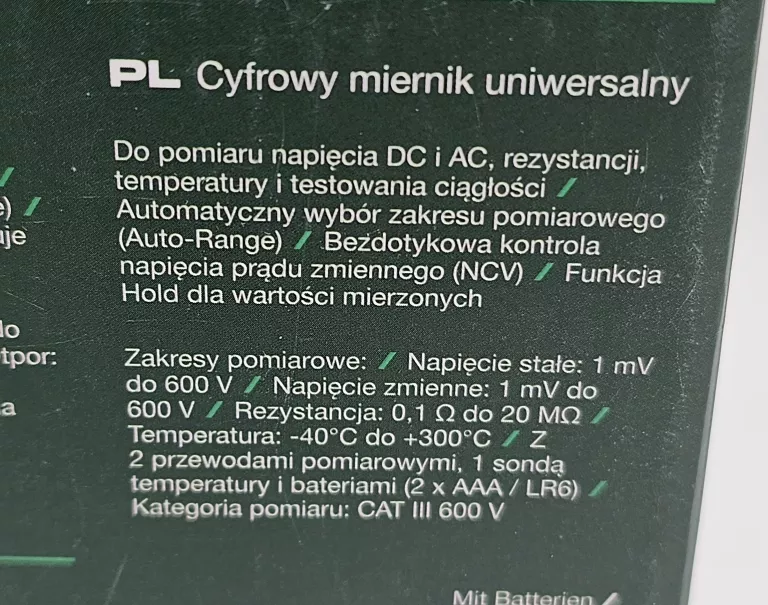 PL Cyfrowy miernik uniwersalny
Do pomiaru napięcia DC i AC, rezystancji,
temperatury i testowania ciągłości /
Automatyczny wybór zakresu pomiarowego
(Auto-Range) / Bezdotykowa kontrola
napięcia prądu zmiennego (NCV) / Funkcja
Hold dla wartości mierzonych
Zakresy pomiarowe: / Napięcie stałe: 1 mV
do 600 V / Napięcie zmienne: 1 mV do
600 V / Rezystancja: 0,1 Ω do 20 MΩ /
Temperatura: -40°C do +300°C / Z
2 przewodami pomiarowymi, 1 sondą
temperatury i bateriami (2 x AAA / LR6) /
Kategoria pomiaru: CAT III 600 V
Mit Batterien